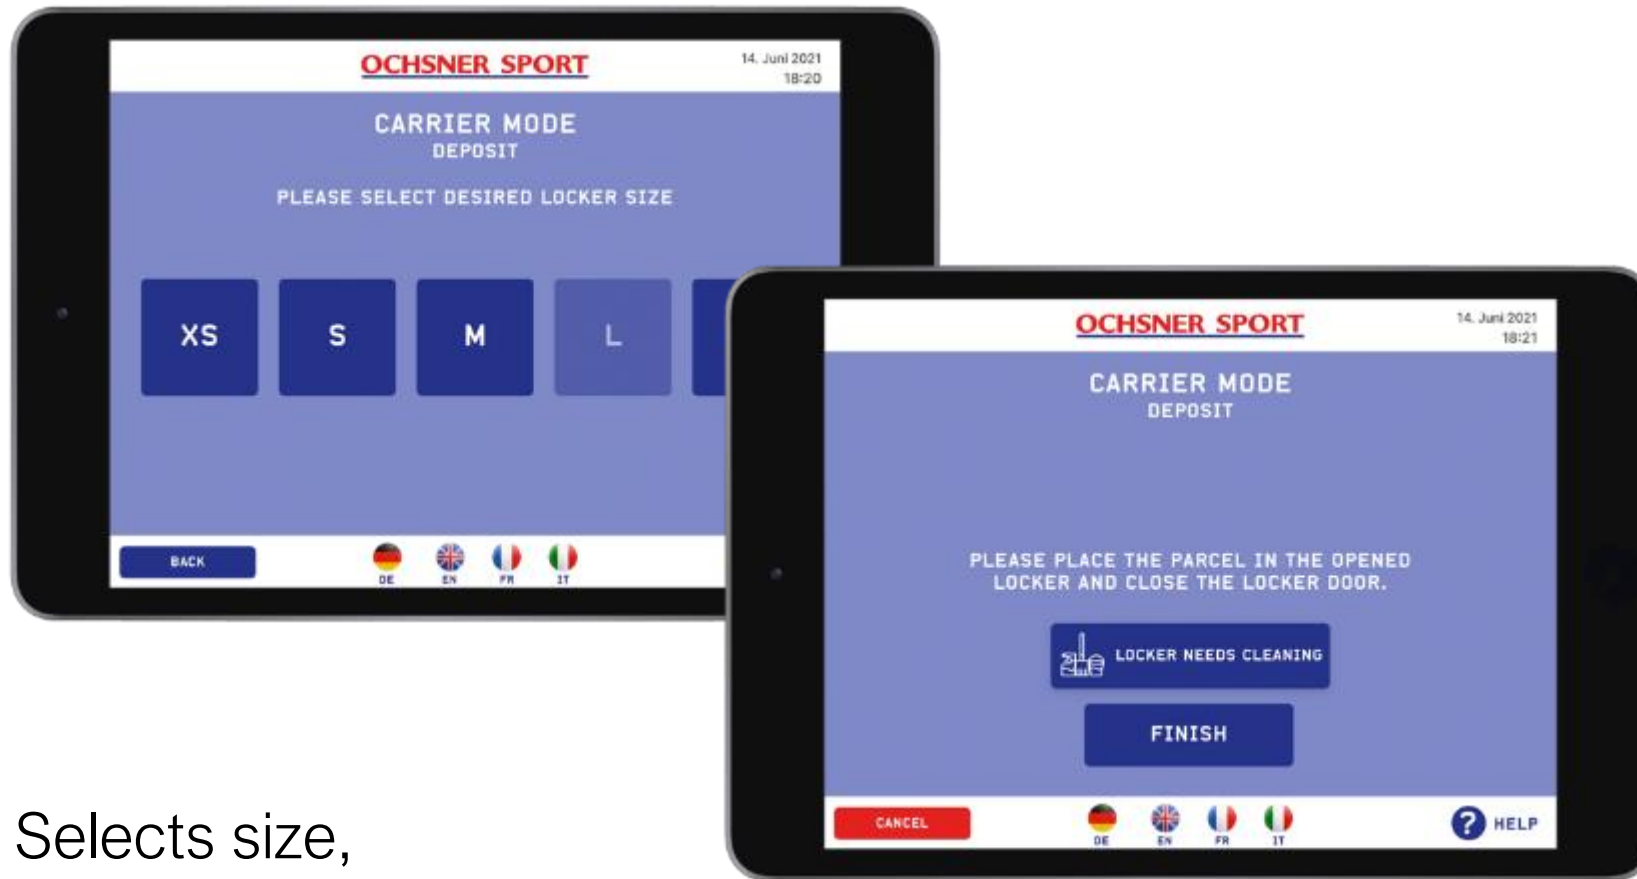 OCHSNER SPORT
14. Juni 2021
18:20
CARRIER MODE
DEPOSIT
PLEASE SELECT DESIRED LOCKER SIZE
XS
S
M
L
BACK
DE
EN
FR
IT
OCHSNER SPORT
14. Juni 2021
18:21
CARRIER MODE
DEPOSIT
PLEASE PLACE THE PARCEL IN THE OPENED
LOCKER AND CLOSE THE LOCKER DOOR.
LOCKER NEEDS CLEANING
FINISH
CANCEL
DE
EN
FR
IT
? HELP
Selects size,